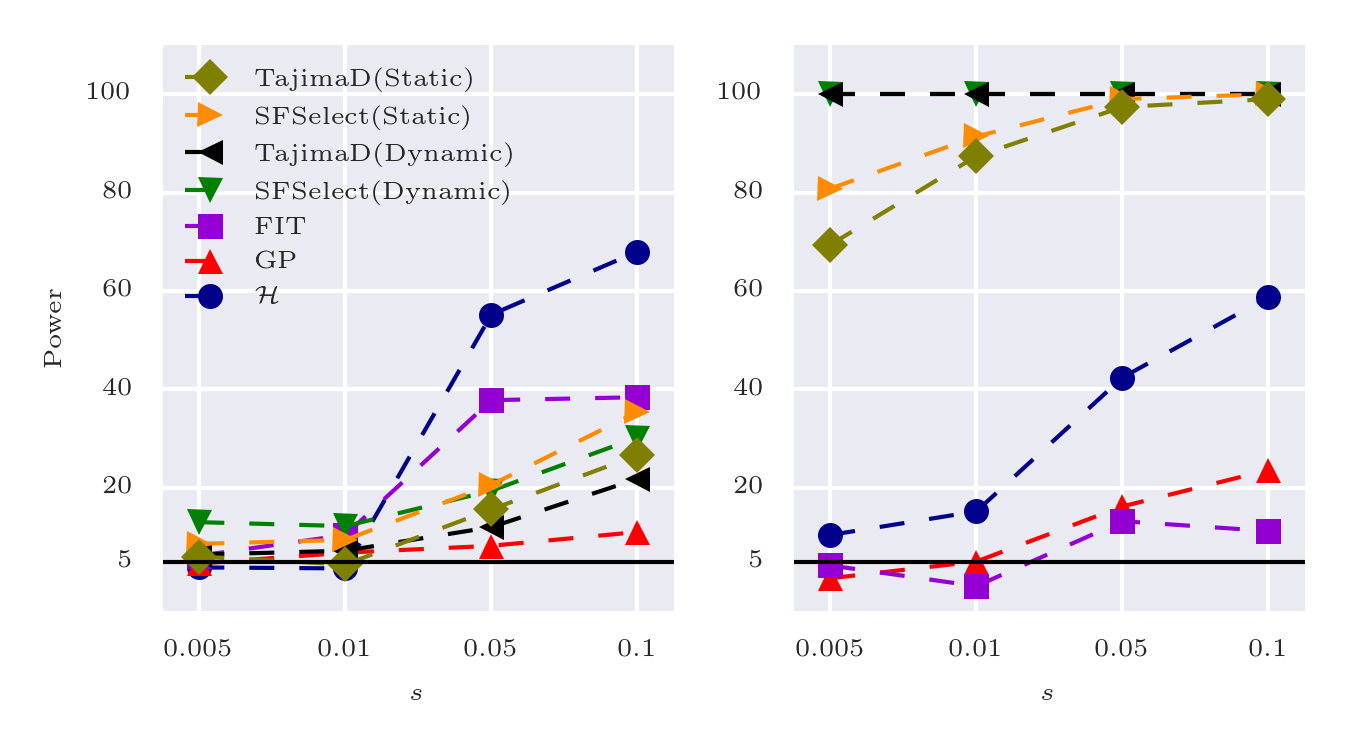 Power
100
80
60
40
20
5
TajimaD(Static)
SFSelect(Static)
TajimaD(Dynamic)
SFSelect(Dynamic)
FIT
GP
ℋ
0.005 0.01 0.05 0.1
s
100
80
60
40
20
5
0.005 0.01 0.05 0.1
s